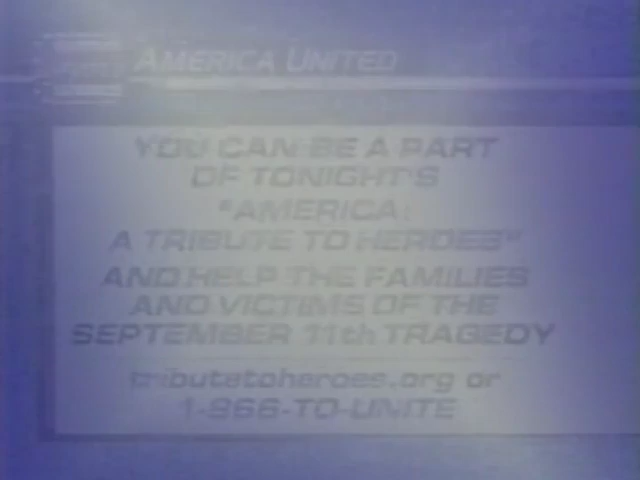 AMERICA UNITED
YOU CAN BE A PART
OF TONIGHT'S
"AMERICA:
A TRIBUTE TO HEROES"
AND HELP THE FAMILIES
AND VICTIMS OF THE
SEPTEMBER 11th TRAGEDY
tributetoheroes.org or
1-866-TO-UNITE